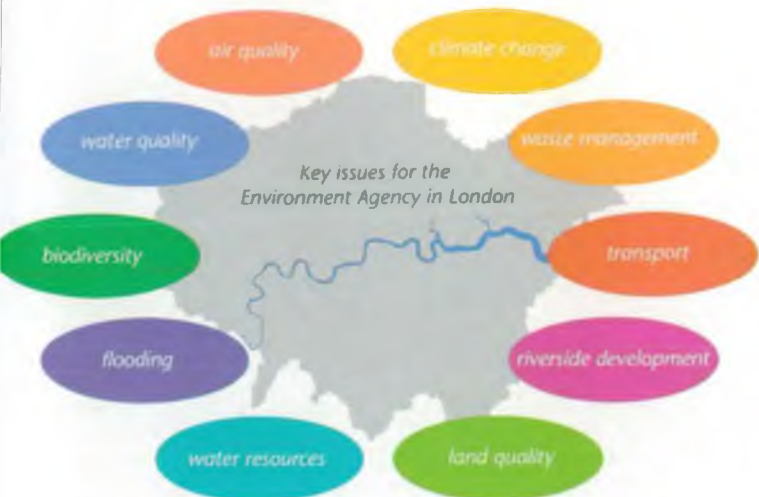 air quality
climate change
water quality
waste management
Key issues for the
Environment Agency in London
biodiversity
transport
flooding
riverside development
water resources
land quality